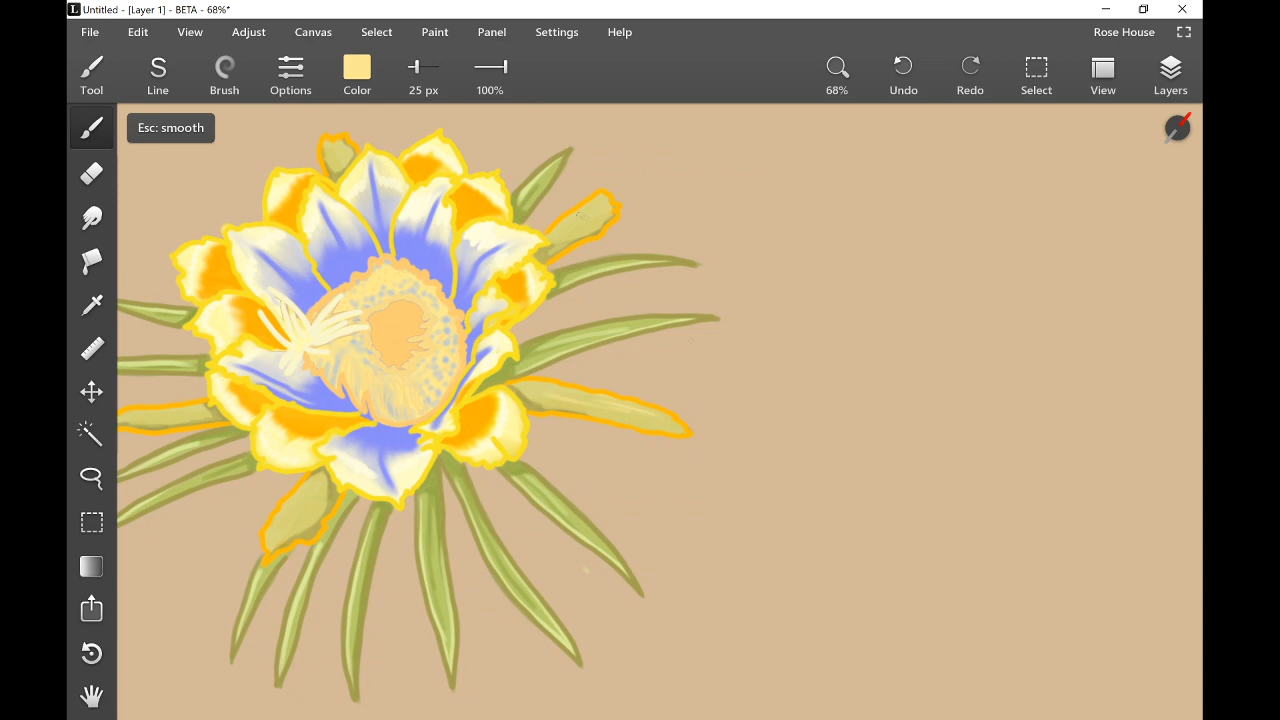 L Untitled - [Layer 1] - BETA - 68%*
File Edit View Adjust Canvas Select Paint Panel Settings Help Rose House
S
Tool Line Brush Options Color 25 px 100% 68% Undo Redo Select View Layers
Esc: smooth